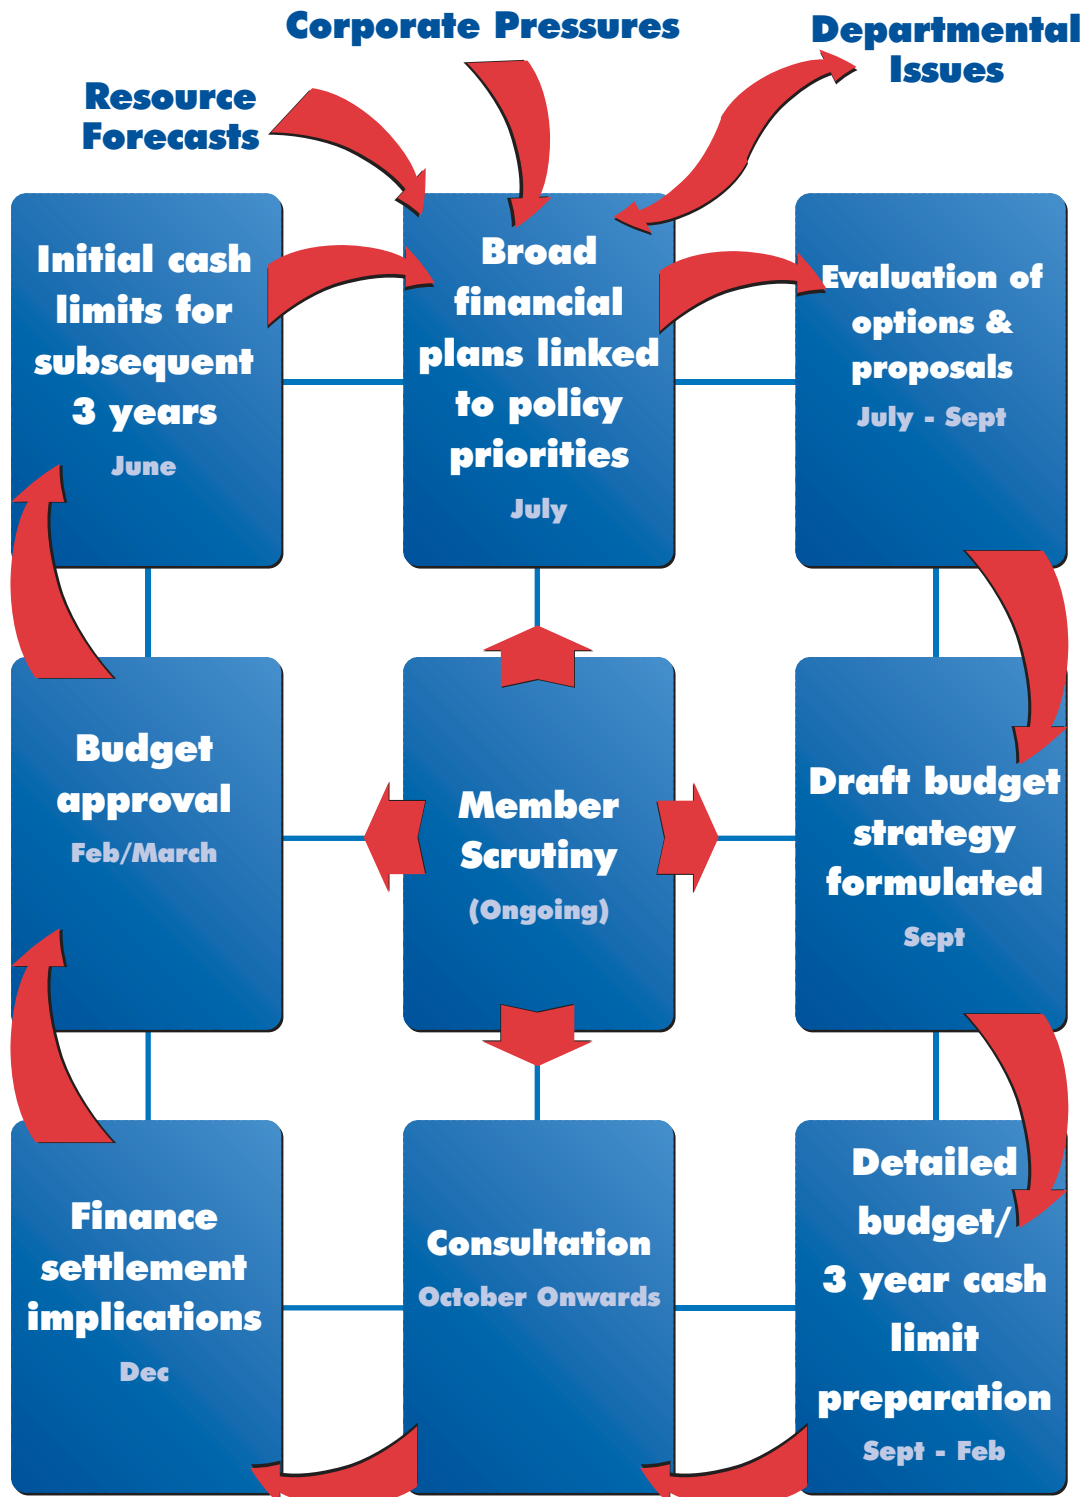 Corporate Pressures
Departmental
Issues
Resource
Forecasts
Initial cash
limits for
subsequent
3 years
June
Broad
financial
plans linked
to policy
priorities
July
Evaluation of
options &
proposals
July - Sept
Budget
approval
Feb/March
Member
Scrutiny
(Ongoing)
Draft budget
strategy
formulated
Sept
Finance
settlement
implications
Dec
Consultation
October Onwards
Detailed
budget/
3 year cash
limit
preparation
Sept - Feb